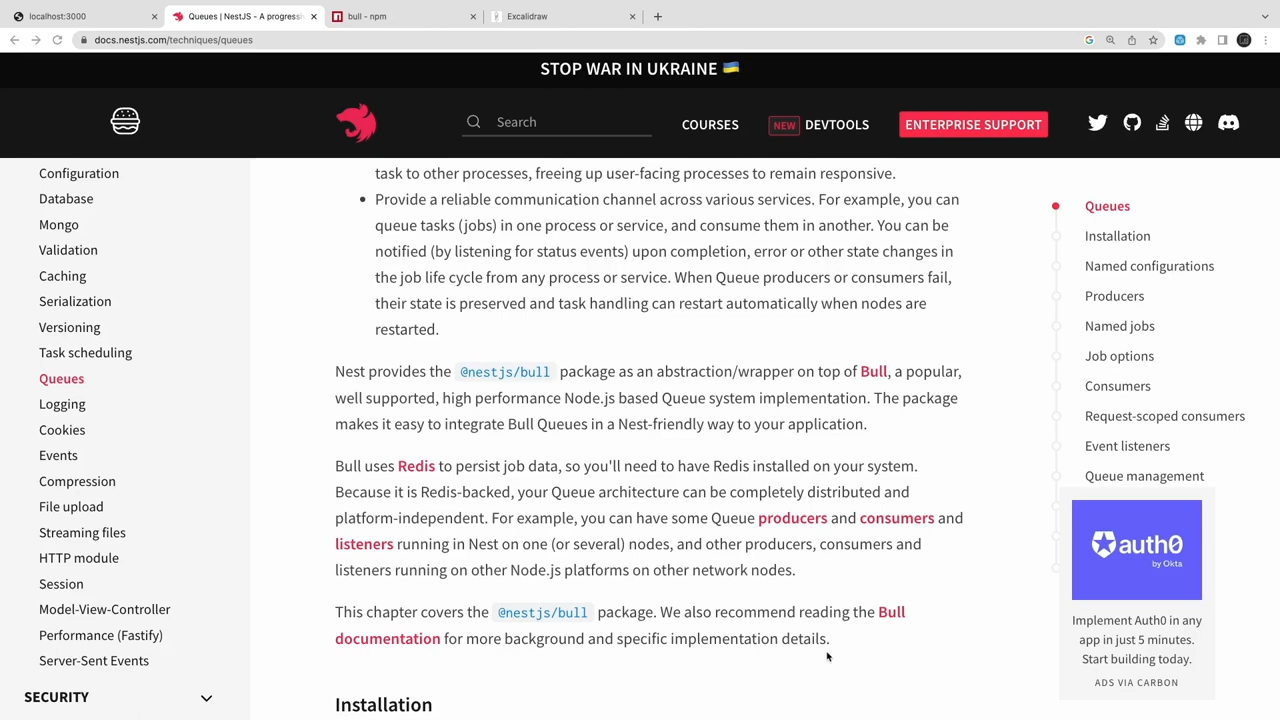 localhost:3000
Queues | NestJS - A progressiv
bull - npm
Excalidraw
docs.nestjs.com/techniques/queues
STOP WAR IN UKRAINE 🇺🇦
Search
COURSES
NEW
DEVTOOLS
ENTERPRISE SUPPORT
Configuration
Database
Mongo
Validation
Caching
Serialization
Versioning
Task scheduling
Queues
Logging
Cookies
Events
Compression
File upload
Streaming files
HTTP module
Session
Model-View-Controller
Performance (Fastify)
Server-Sent Events
SECURITY
task to other processes, freeing up user-facing processes to remain responsive.
• Provide a reliable communication channel across various services. For example, you can
queue tasks (jobs) in one process or service, and consume them in another. You can be
notified (by listening for status events) upon completion, error or other state changes in
the job life cycle from any process or service. When Queue producers or consumers fail,
their state is preserved and task handling can restart automatically when nodes are
restarted.
Nest provides the @nestjs/bull package as an abstraction/wrapper on top of Bull, a popular,
well supported, high performance Node.js based Queue system implementation. The package
makes it easy to integrate Bull Queues in a Nest-friendly way to your application.
Bull uses Redis to persist job data, so you'll need to have Redis installed on your system.
Because it is Redis-backed, your Queue architecture can be completely distributed and
platform-independent. For example, you can have some Queue producers and consumers and
listeners running in Nest on one (or several) nodes, and other producers, consumers and
listeners running on other Node.js platforms on other network nodes.
This chapter covers the @nestjs/bull package. We also recommend reading the Bull
documentation for more background and specific implementation details.
Installation
Queues
Installation
Named configurations
Producers
Named jobs
Job options
Consumers
Request-scoped consumers
Event listeners
Queue management
auth0
by Okta
Implement Auth0 in any
app in just 5 minutes.
Start building today.
ADS VIA CARBON